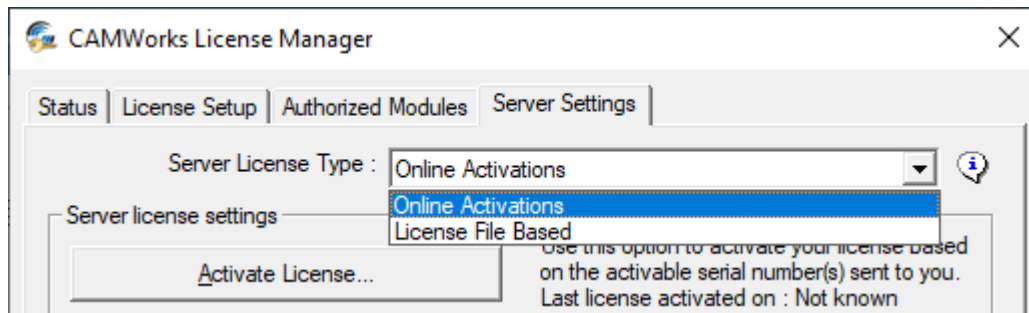 CAMWorks License Manager
Status License Setup Authorized Modules Server Settings
Server License Type : Online Activations
Online Activations
License File Based
Server license settings
Use this option to activate your license based
Activate License... on the activable serial number(s) sent to you.
Last license activated on : Not known